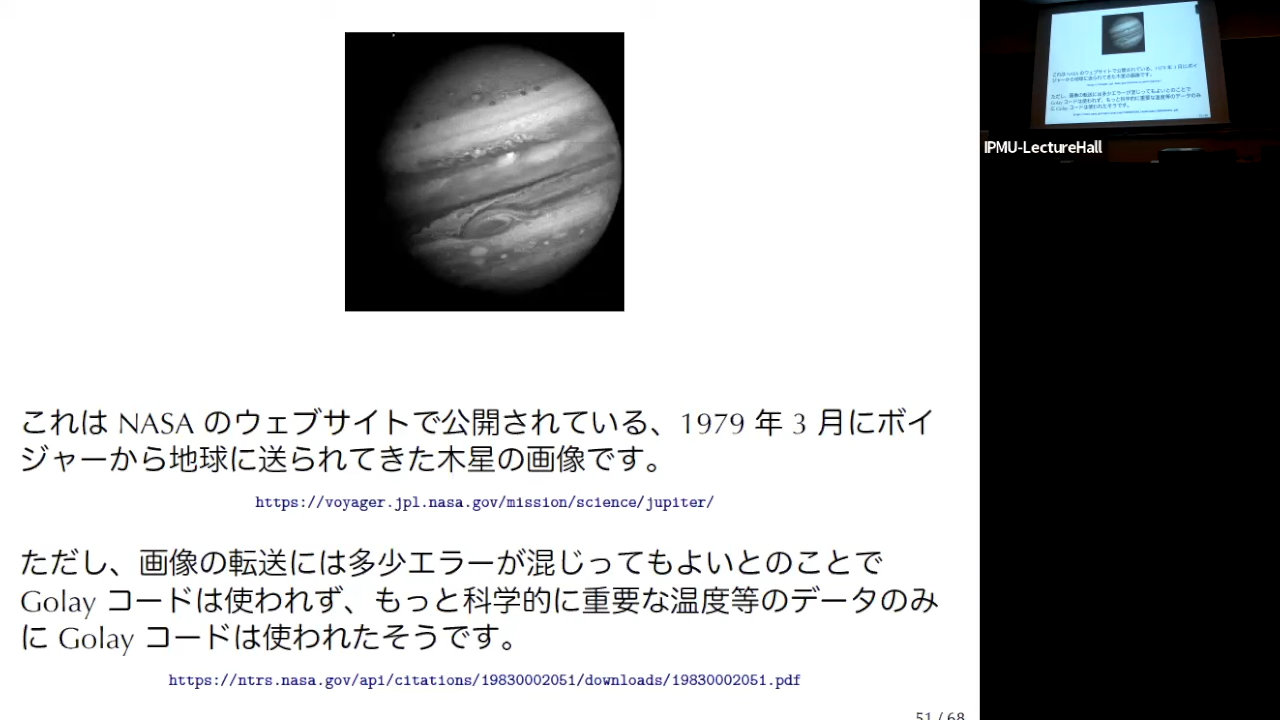 これは NASA のウェブサイトで公開されている、1979 年 3 月にボイ
ジャーから地球に送られてきた木星の画像です。
https://voyager.jpl.nasa.gov/mission/science/jupiter/
ただし、画像の転送には多少エラーが混じってもよいとのことで
Golay コードは使われず、もっと科学的に重要な温度等のデータのみ
に Golay コードは使われたそうです。
https://ntrs.nasa.gov/api/citations/19830002051/downloads/19830002051.pdf
51 / 68
IPMU-LectureHall